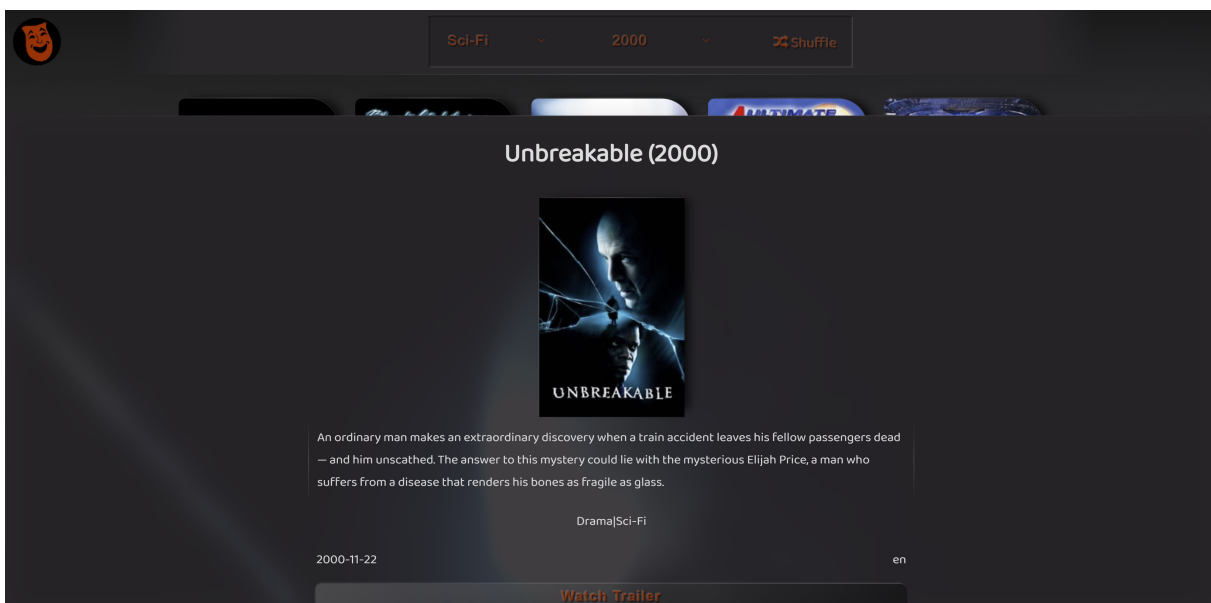 Sci-Fi 2000 Shuffle
ULTIMATE
Unbreakable (2000)
UNBREAKABLE
An ordinary man makes an extraordinary discovery when a train accident leaves his fellow passengers dead
— and him unscathed. The answer to this mystery could lie with the mysterious Elijah Price, a man who
suffers from a disease that renders his bones as fragile as glass.
Drama|Sci-Fi
2000-11-22 en
Watch Trailer